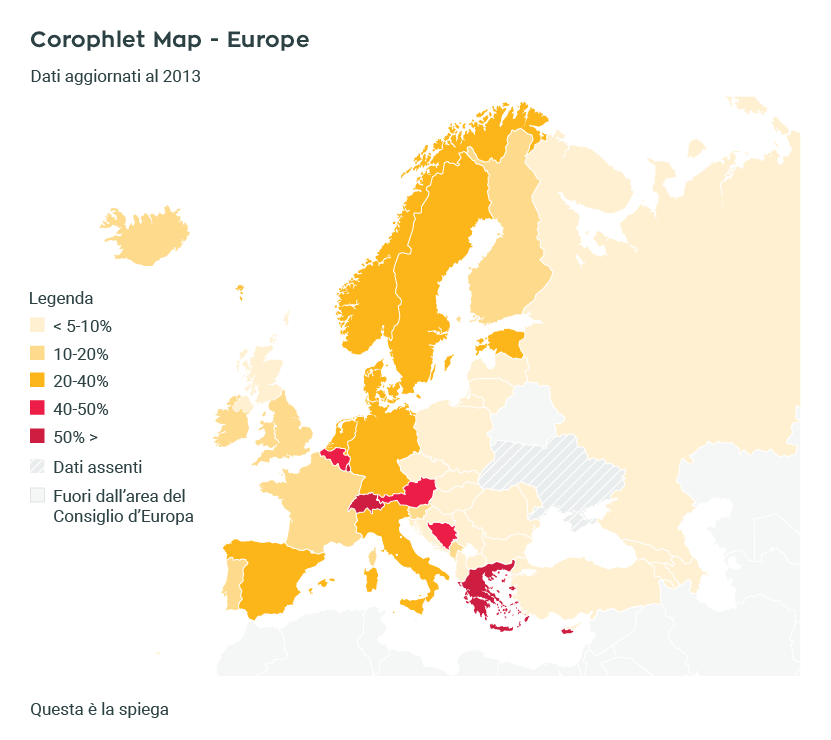 Corophlet Map - Europe
Dati aggiornati al 2013
Legenda
< 5-10%
10-20%
20-40%
40-50%
50% >
Dati assenti
Fuori dall'area del
Consiglio d'Europa
Questa è la spiega